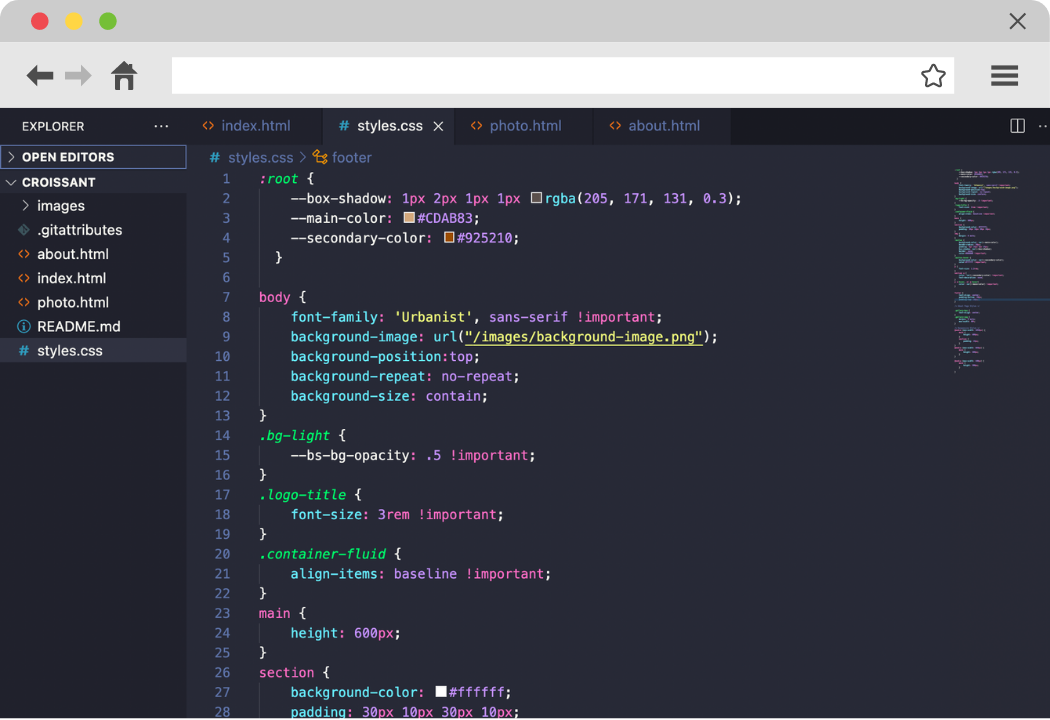 EXPLORER ...
index.html
# styles.css
photo.html
about.html
OPEN EDITORS
CROISSANT
images
.gitattributes
about.html
index.html
photo.html
README.md
# styles.css
# styles.css > footer
1 :root {
2 --box-shadow: 1px 2px 1px 1px rgba(205, 171, 131, 0.3);
3 --main-color: #CDAB83;
4 --secondary-color: #925210;
5 }
6
7 body {
8 font-family: 'Urbanist', sans-serif !important;
9 background-image: url("/images/background-image.png");
10 background-position:top;
11 background-repeat: no-repeat;
12 background-size: contain;
13 }
14 .bg-light {
15 --bs-bg-opacity: .5 !important;
16 }
17 .logo-title {
18 font-size: 3rem !important;
19 }
20 .container-fluid {
21 align-items: baseline !important;
22 }
23 main {
24 height: 600px;
25 }
26 section {
27 background-color: #ffffff;
28 padding: 30px 10px 30px 10px;